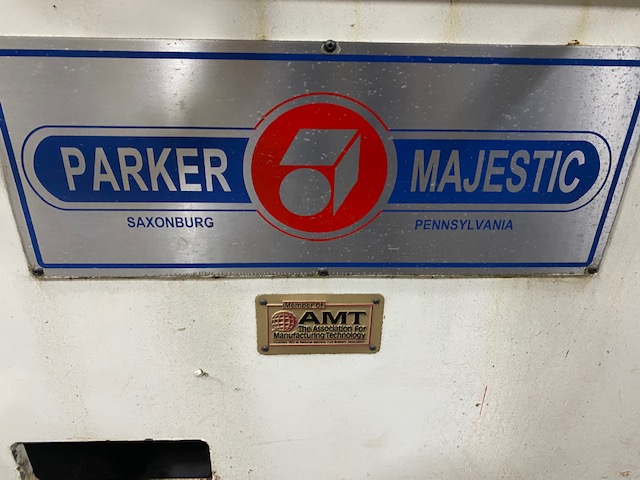 PARKER MAJESTIC
SAXONBURG PENNSYLVANIA
Member of
AMT
The Association For
Manufacturing Technology